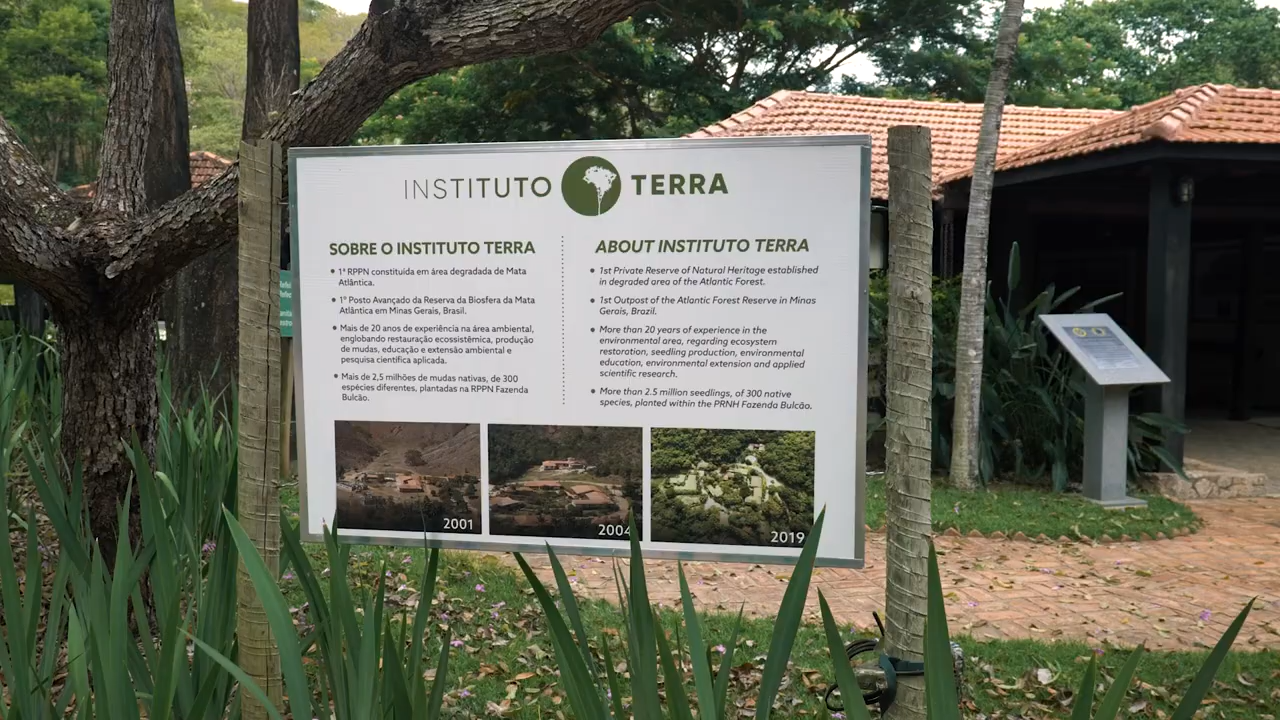 INSTITUTO TERRA
SOBRE O INSTITUTO TERRA
1ª RPPN constituída em área degradada de Mata
Atlântica.
1º Posto Avançado da Reserva da Biosfera da Mata
Atlântica em Minas Gerais, Brasil.
Mais de 20 anos de experiência na área ambiental,
englobando restauração ecossistêmica, produção
de mudas, educação e extensão ambiental e
pesquisa científica aplicada.
Mais de 2,5 milhões de mudas nativas, de 300
espécies diferentes, plantadas na RPPN Fazenda
Bulcão.
ABOUT INSTITUTO TERRA
1st Private Reserve of Natural Heritage established
in degraded area of the Atlantic Forest.
1st Outpost of the Atlantic Forest Reserve in Minas
Gerais, Brazil.
More than 20 years of experience in the
environmental area, regarding ecosystem
restoration, seedling production, environmental
education, environmental extension and applied
scientific research.
More than 2.5 million seedlings, of 300 native
species, planted within the PRNH Fazenda Bulcão.
2001
2004
2019